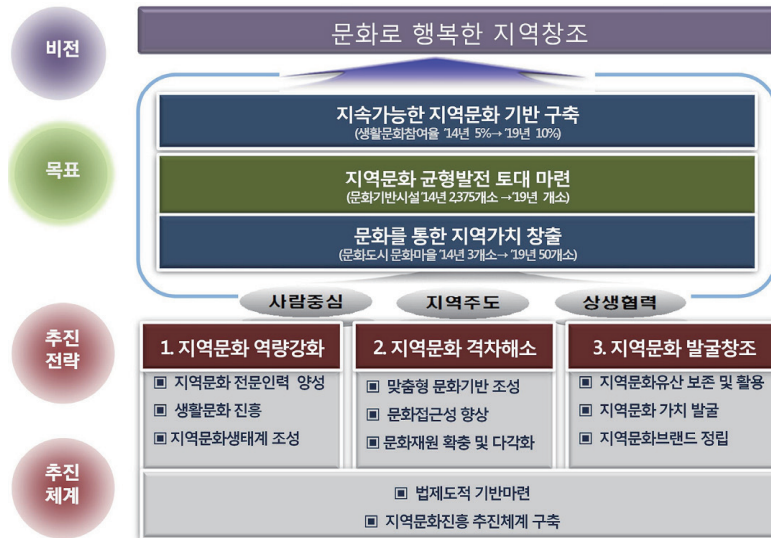 비전
문화로 행복한 지역창조
목표
지속가능한 지역문화 기반 구축
(생활문화참여율 '14년 5%→ '19년 10%)
지역문화 균형발전 토대 마련
(문화기반시설'14년 2,375개소 →'19년 개소)
문화를 통한 지역가치 창출
(문화도시 문화마을 '14년 3개소→ '19년 50개소)
사람중심
지역주도
상생협력
추진
전략
1. 지역문화 역량강화
▣ 지역문화 전문인력 양성
▣ 생활문화 진흥
▣ 지역문화생태계 조성
2. 지역문화 격차해소
▣ 맞춤형 문화기반 조성
▣ 문화접근성 향상
▣ 문화재원 확충 및 다각화
3. 지역문화 발굴창조
▣ 지역문화유산 보존 및 활용
▣ 지역문화 가치 발굴
▣ 지역문화브랜드 정립
추진
체계
▣ 법제도적 기반마련
▣ 지역문화진흥 추진체계 구축